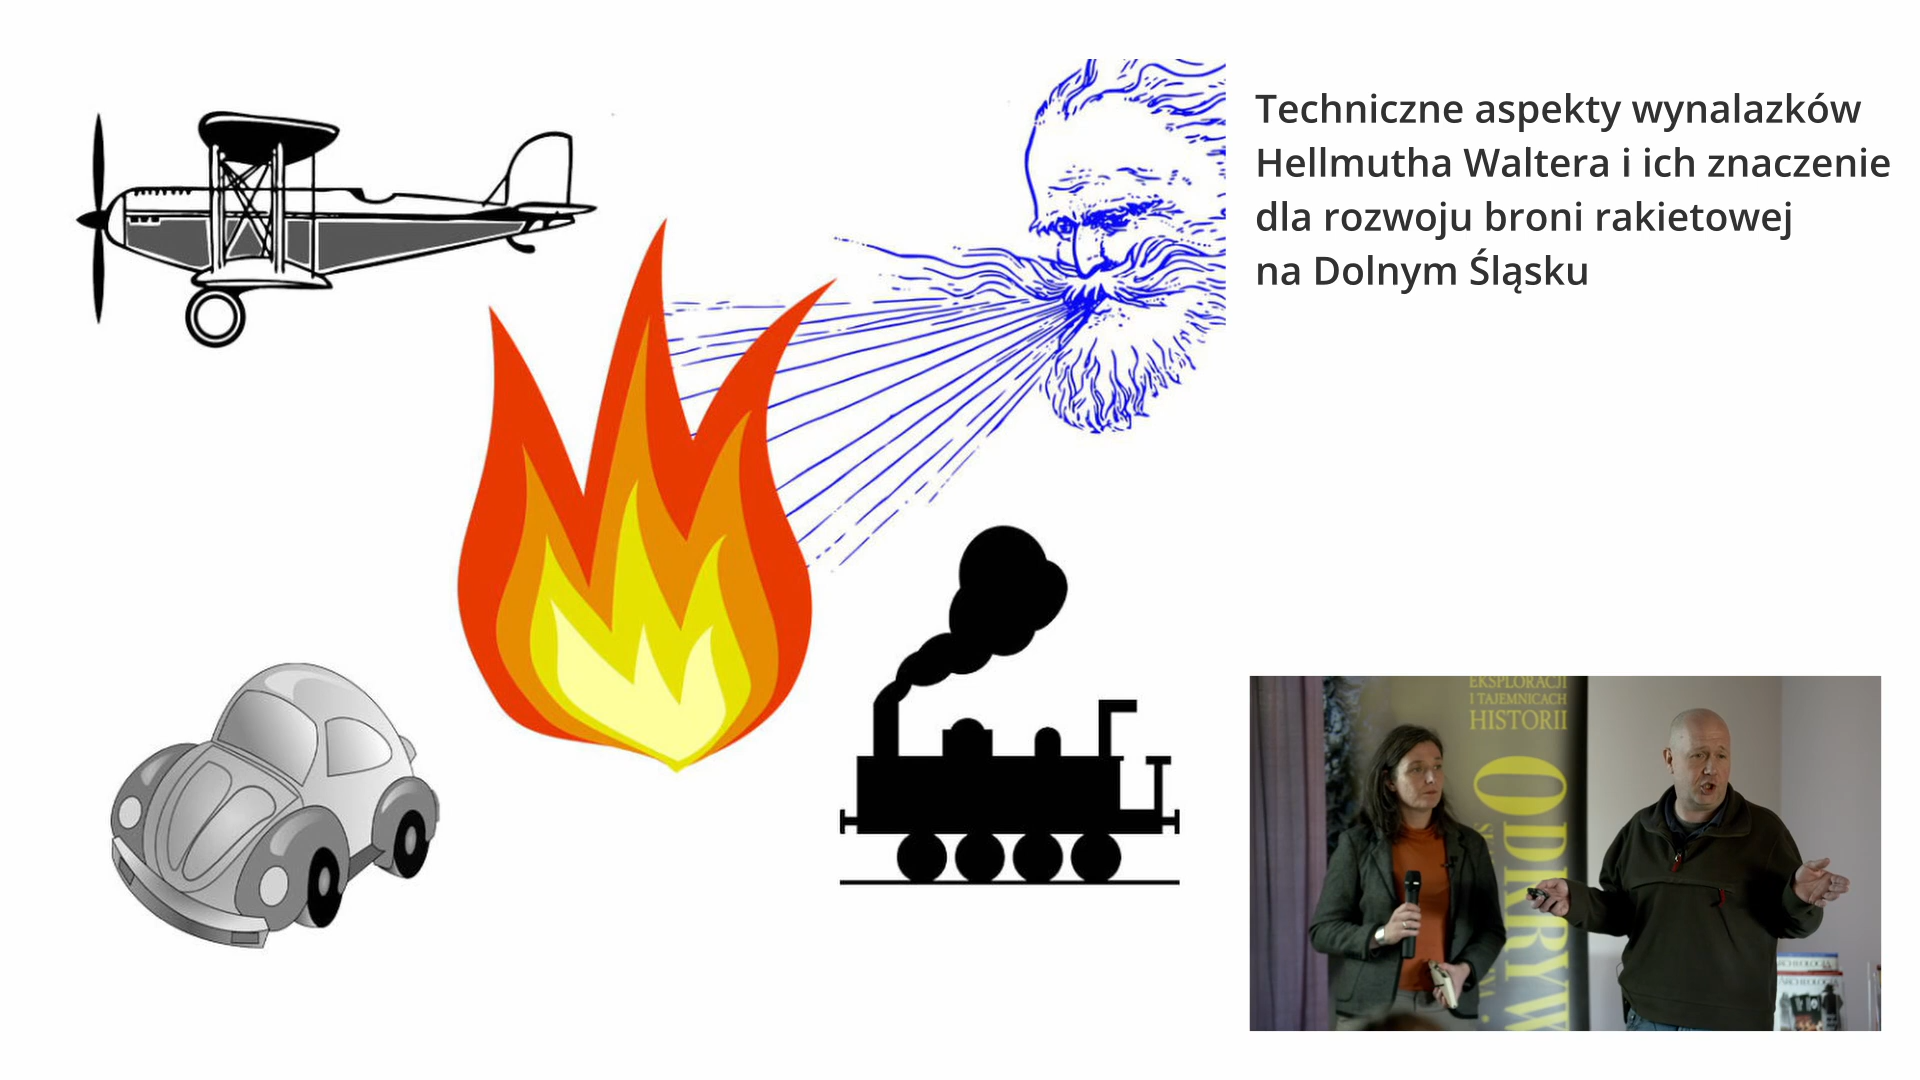 Techniczne aspekty wynalazków
Hellmutha Waltera i ich znaczenie
dla rozwoju broni rakietowej
na Dolnym Śląsku
EKSPLORACJI
I TAJEMNICACH
HISTORII
ODKRYW